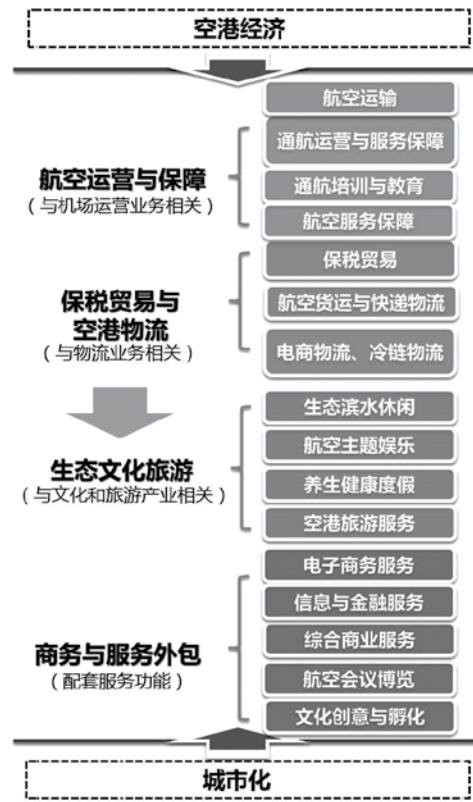 空港经济
航空运输
通航运营与服务保障
航空运营与保障
（与机场运营业务相关）
通航培训与教育
航空服务保障
保税贸易
保税贸易与
空港物流
（与物流业务相关）
航空货运与快递物流
电商物流、冷链物流
生态滨水休闲
航空主题娱乐
生态文化旅游
（与文化和旅游产业相关）
养生健康度假
空港旅游服务
电子商务服务
信息与金融服务
商务与服务外包
（配套服务功能）
综合商业服务
航空会议博览
文化创意与孵化
城市化